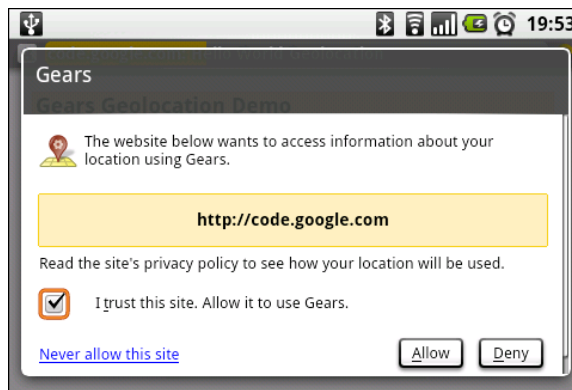 19:53
Gears
Gears Geolocation Demo
The website below wants to access information about your
location using Gears.
http://code.google.com
Read the site's privacy policy to see how your location will be used.
I trust this site. Allow it to use Gears.
Never allow this site
Allow
Deny